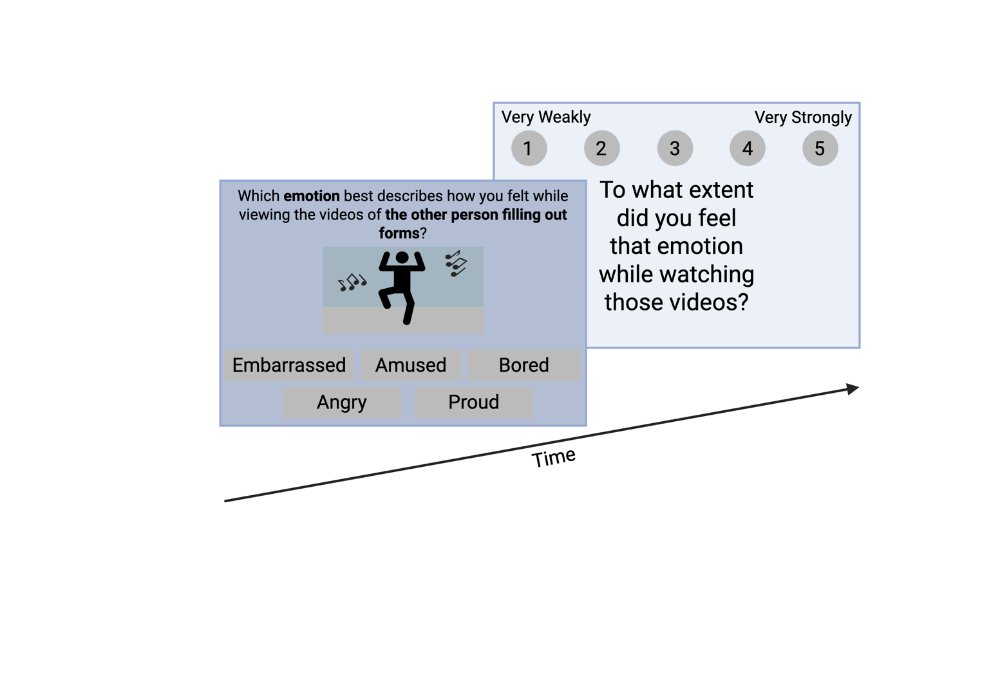 Very Weakly Very Strongly
1 2 3 4 5
To what extent
did you feel
that emotion
while watching
those videos?
Which emotion best describes how you felt while
viewing the videos of the other person filling out
forms?
Embarrassed Amused Bored
Angry Proud
Time